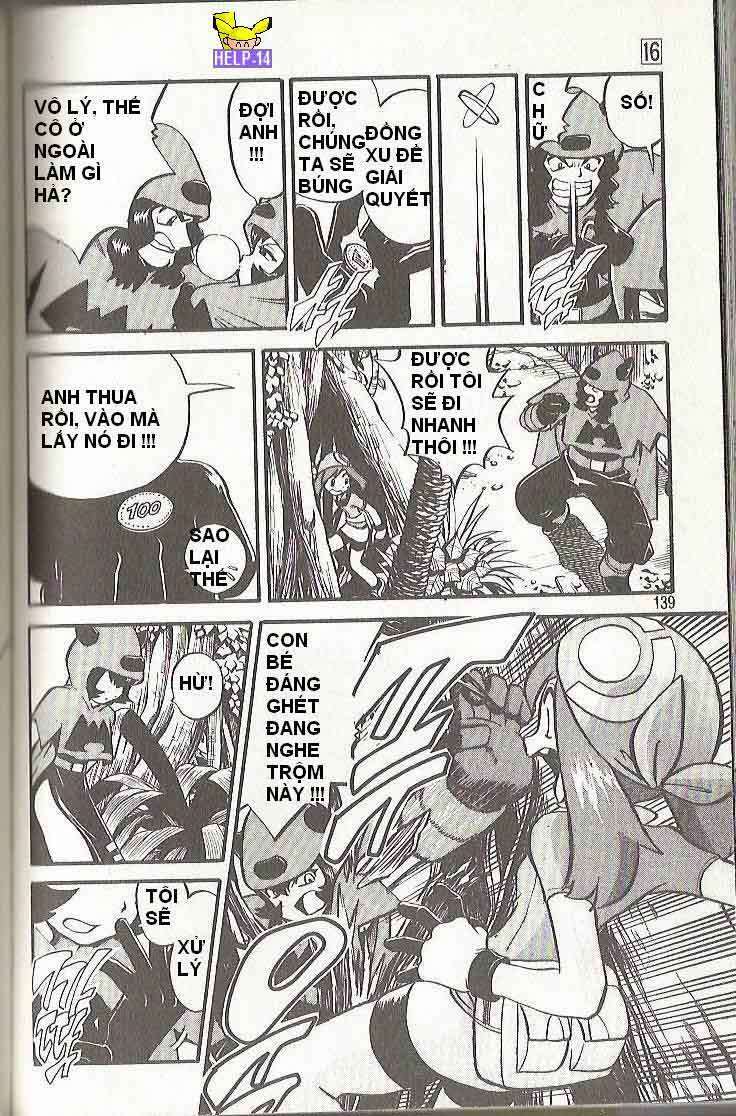 HELP-14
16
VÔ LÝ, THẾ
CÔ Ở
NGOÀI
LÀM GÌ
HẢ?
ĐỢI
ANH
!!!
ĐƯỢC
RỒI,
CHÚNG
TA SẼ
BÚNG
ĐỒNG
XU ĐỂ
GIẢI
QUYẾT
CHỮ
SỐ!
ANH THUA
RỒI, VÀO MÀ
LẤY NÓ ĐI !!!
100
SAO
LẠI
THẾ
ĐƯỢC
RỒI TÔI
SẼ ĐI
NHANH
THÔI
139
HỪ!
TÔI
SẼ
XỬ
LÝ
CON
BÉ
ĐÁNG
GHÉT
ĐANG
NGHE
TRỘM
NÀY !!!